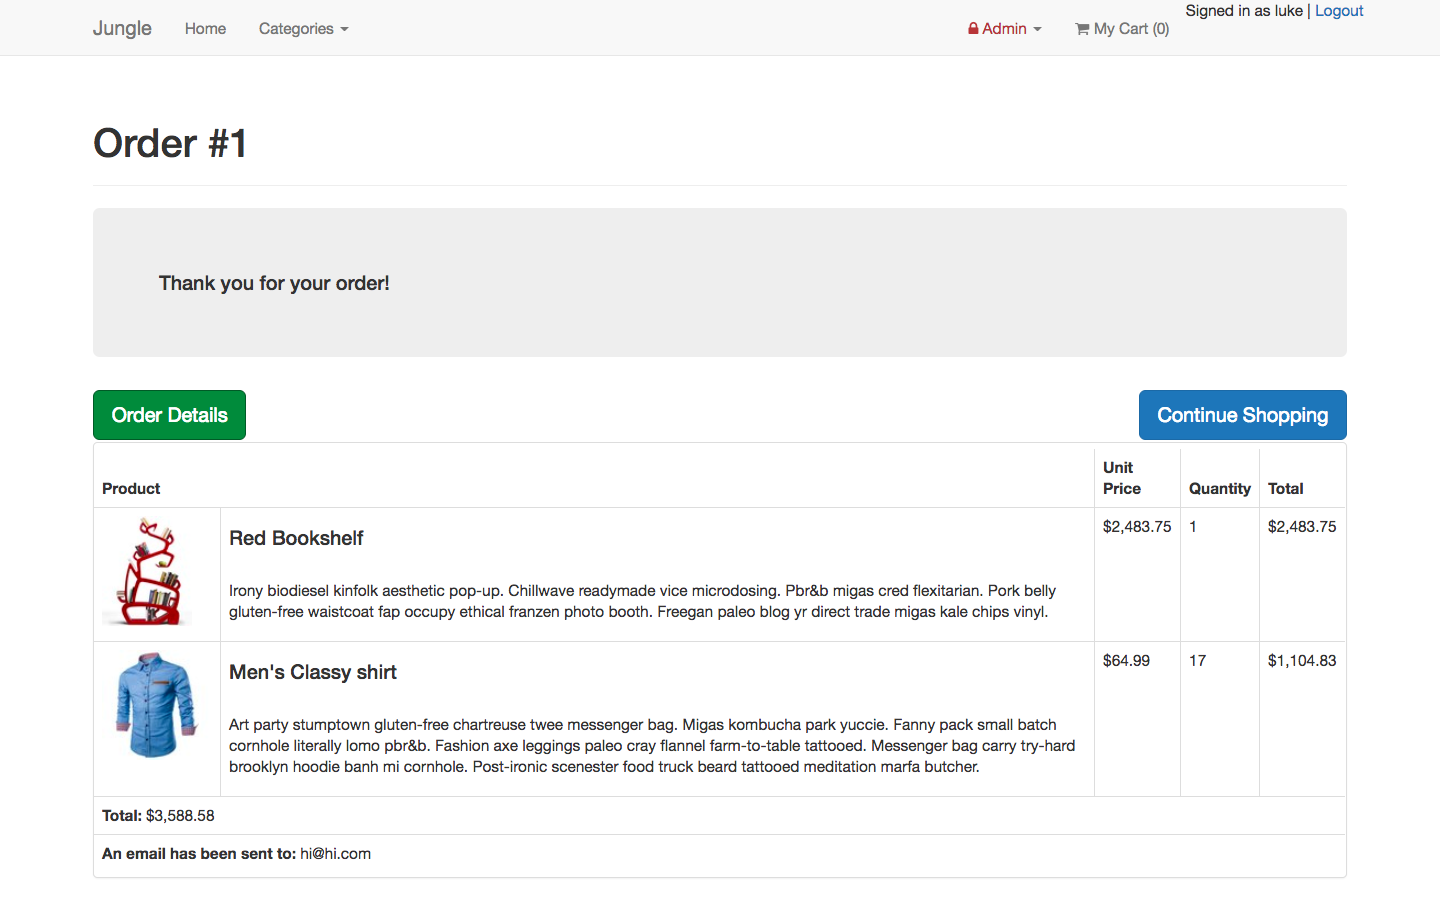 Jungle Home Categories Admin My Cart (0) Signed in as luke | Logout
Order #1
Thank you for your order!
Order Details Continue Shopping
Product Unit Price Quantity Total
Red Bookshelf $2,483.75 1 $2,483.75
Irony biodiesel kinfolk aesthetic pop-up. Chillwave readymade vice microdosing. Pbr&b migas cred flexitarian. Pork belly
gluten-free waistcoat fap occupy ethical franzen photo booth. Freegan paleo blog yr direct trade migas kale chips vinyl.
Men's Classy shirt $64.99 17 $1,104.83
Art party stumptown gluten-free chartreuse twee messenger bag. Migas kombucha park yuccie. Fanny pack small batch
cornhole literally lomo pbr&b. Fashion axe leggings paleo cray flannel farm-to-table tattooed. Messenger bag carry try-hard
brooklyn hoodie banh mi cornhole. Post-ironic scenester food truck beard tattooed meditation marfa butcher.
Total: $3,588.58
An email has been sent to: hi@hi.com